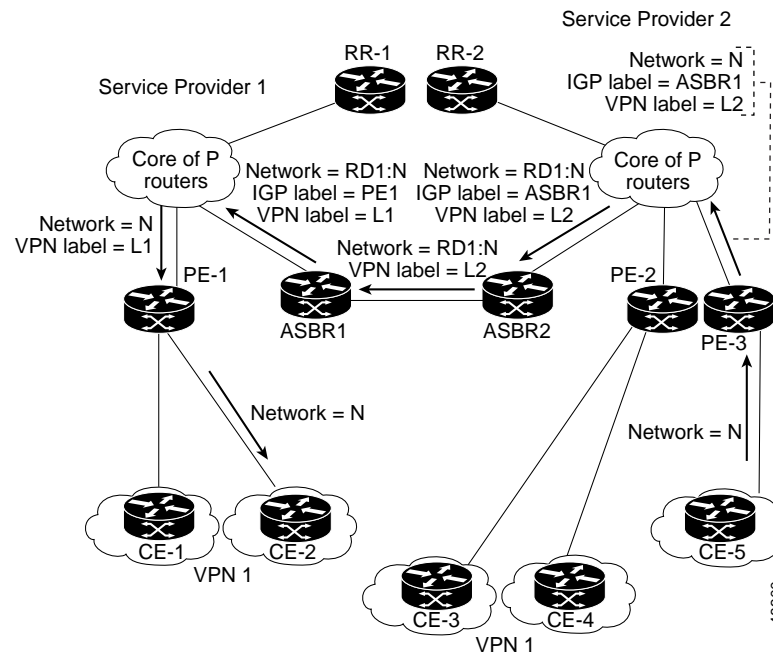 Service Provider 2
RR-1
RR-2
Network = N
IGP label = ASBR1
VPN label = L2
Service Provider 1
Core of P
routers
Network = RD1:N
IGP label = PE1
VPN label = L1
Network = RD1:N
IGP label = ASBR1
VPN label = L2
Core of P
routers
Network = N
VPN label = L1
Network = RD1:N
VPN label = L2
PE-1
ASBR1
ASBR2
PE-2
PE-3
Network = N
Network = N
CE-1
CE-2
VPN 1
CE-5
CE-3
CE-4
VPN 1